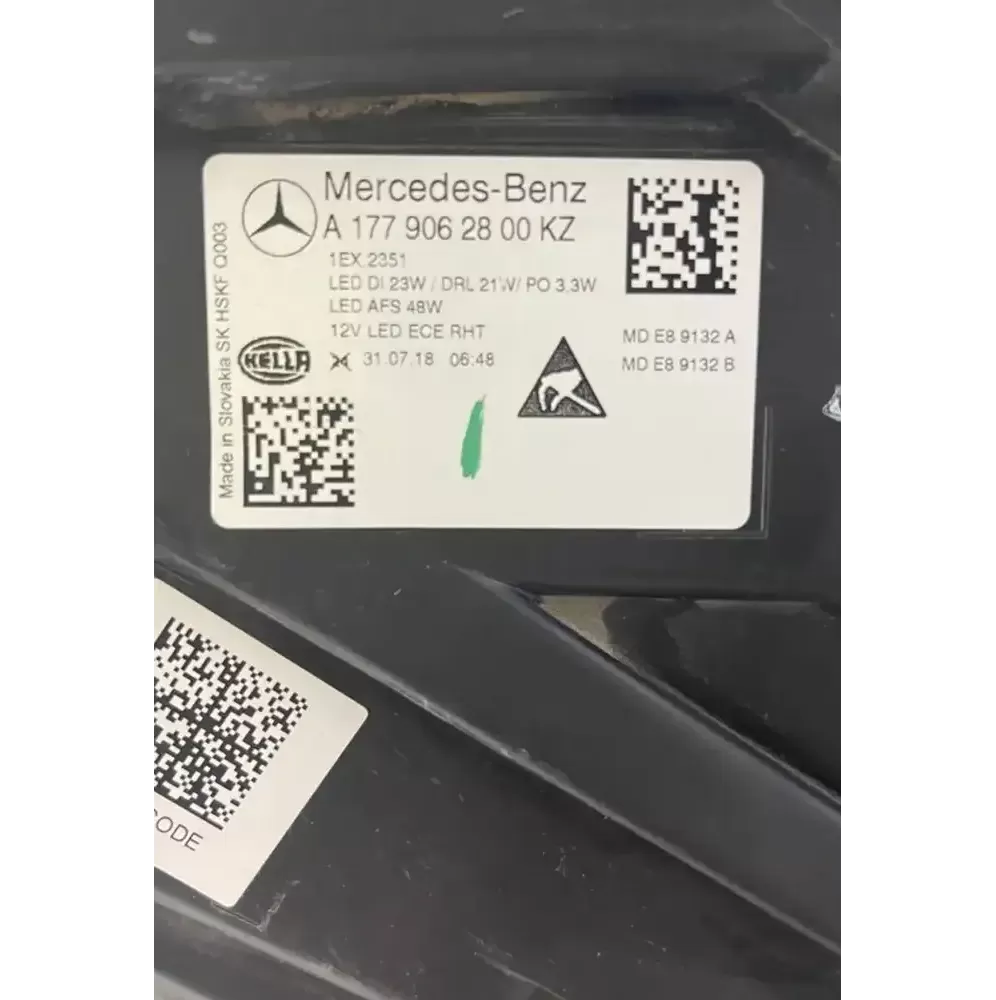 Mercedes-Benz
A 177 906 28 00 KZ
1EX 2351
LED DI 23W / DRL 21W/ PO 3.3W
LED AFS 48W
12V LED ECE RHT
31.07.18 06:48
HELLA
MD E8 9132 A
MD E8 9132 B
Made in Slovakia SK HSKF Q003
ODE